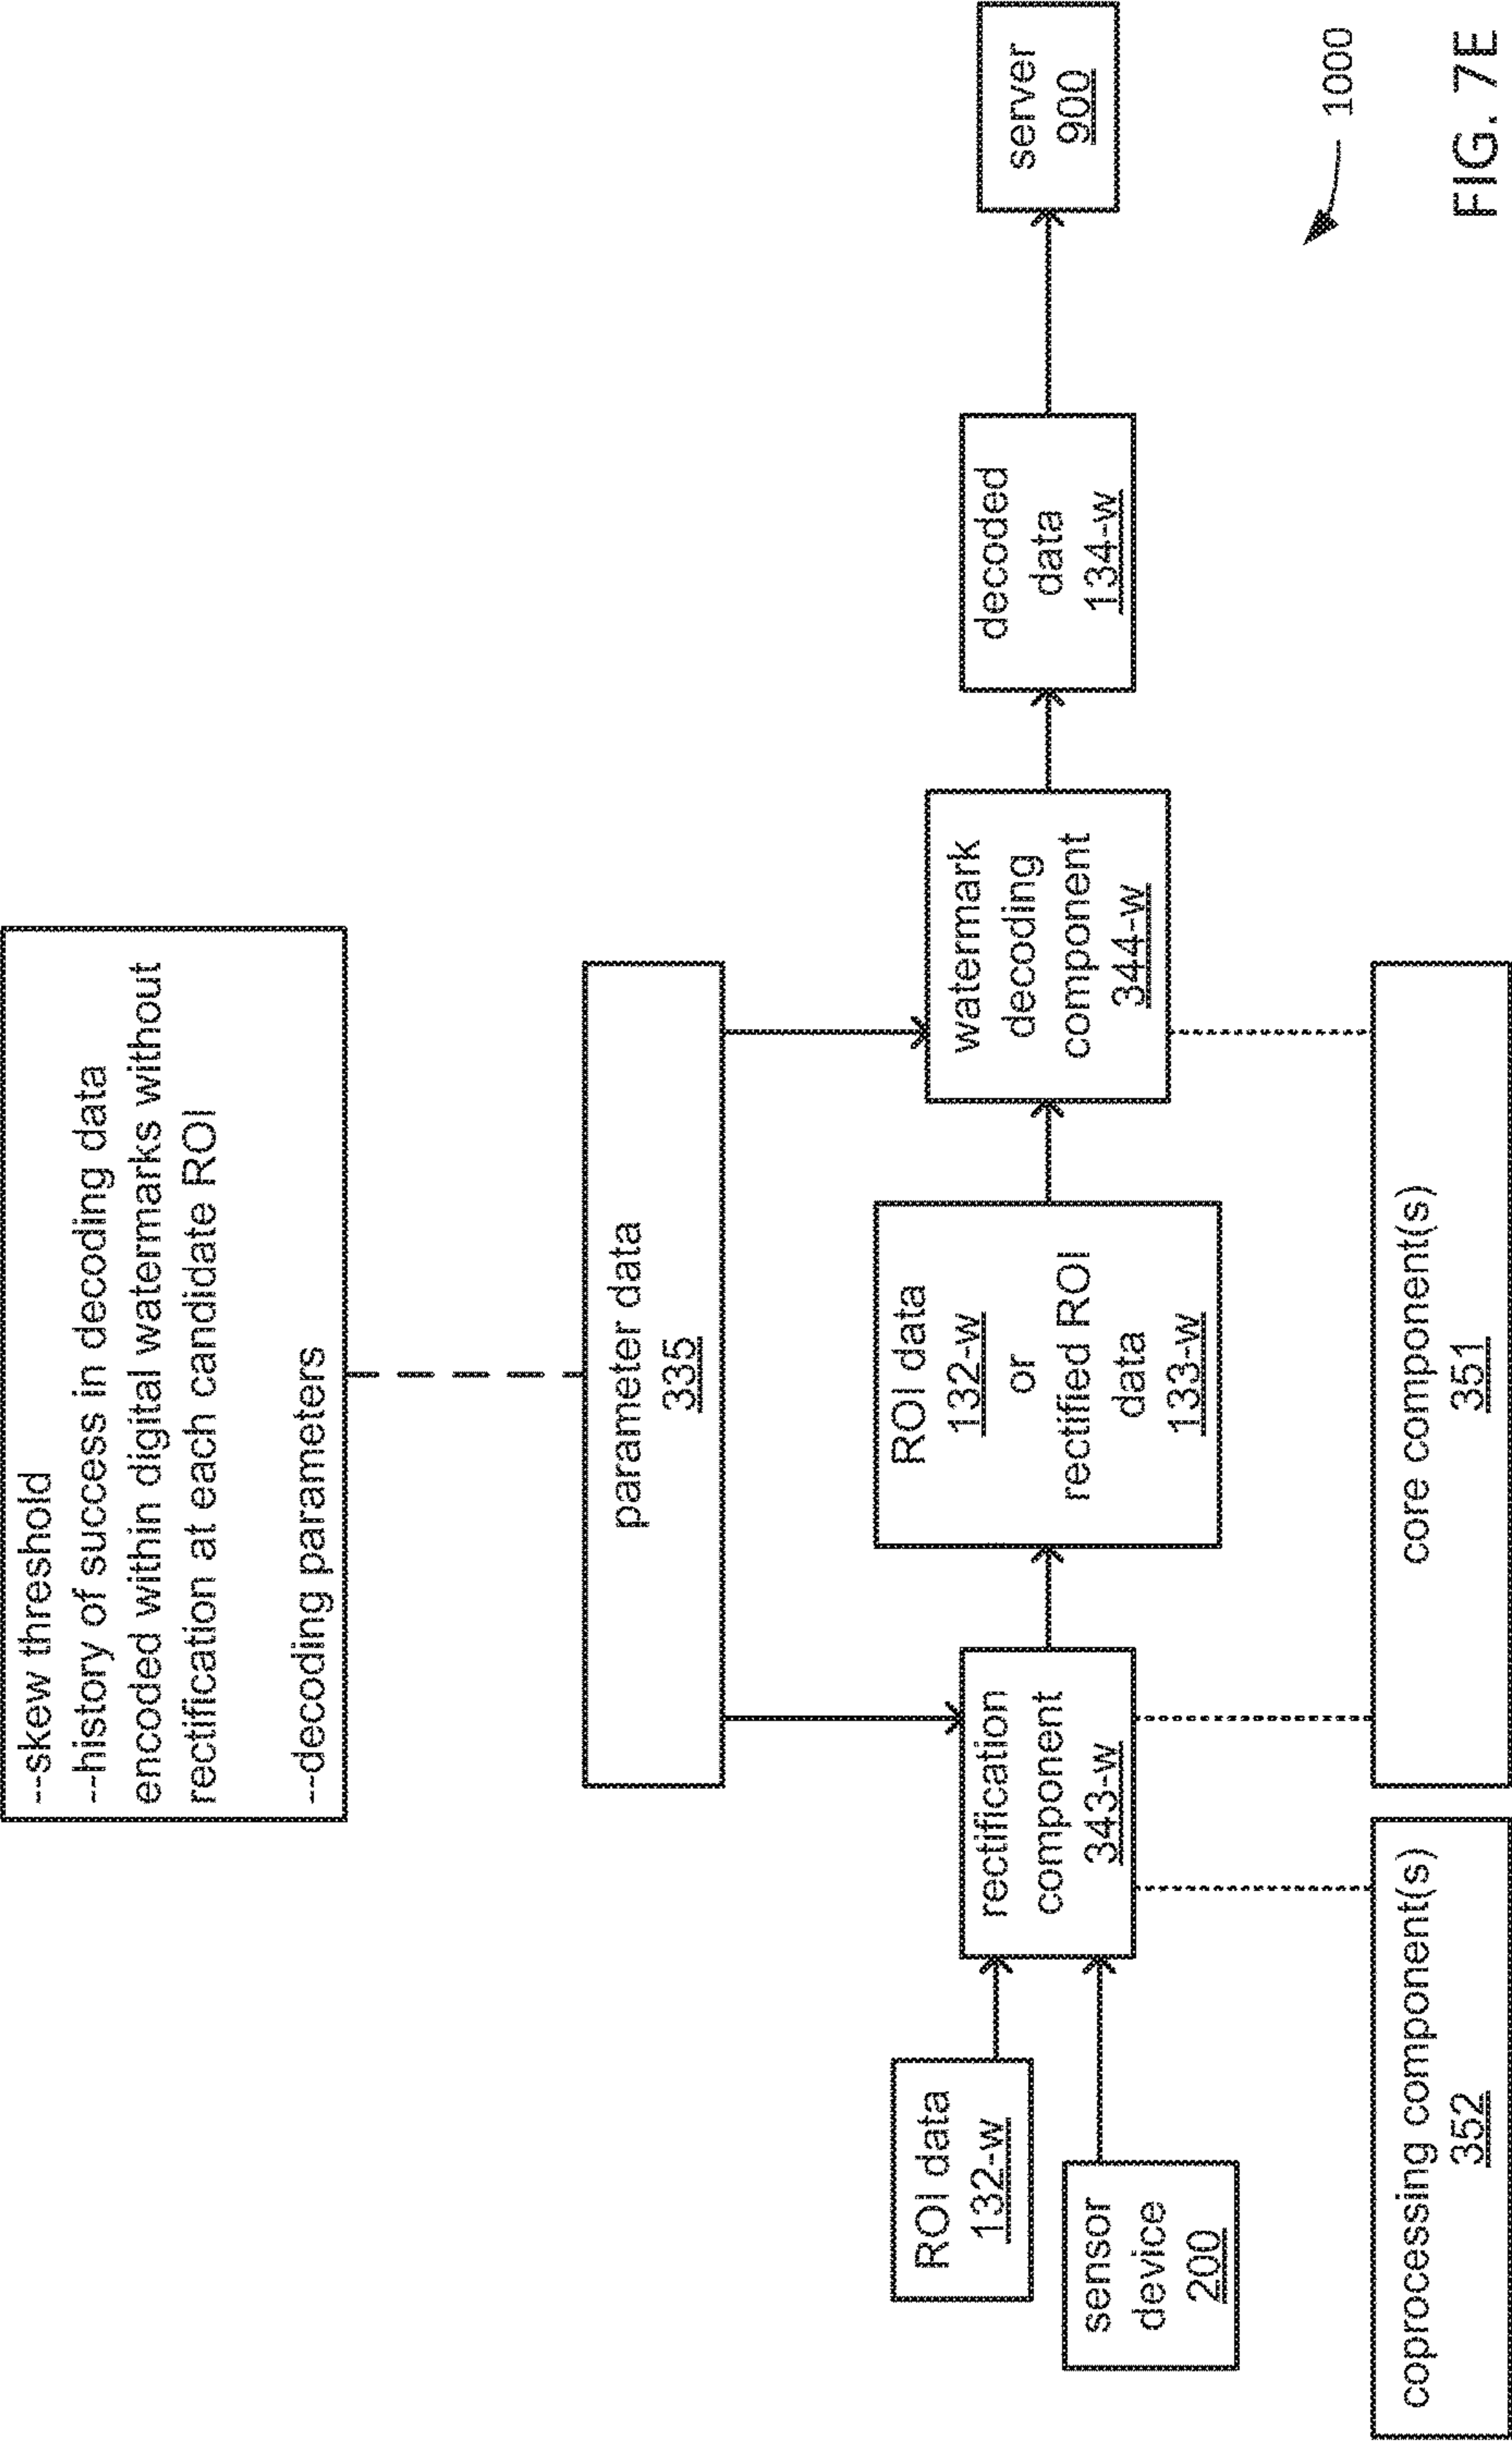 --skew threshold
--history of success in decoding data
encoded within digital watermarks without
rectification at each candidate ROI
--decoding parameters
parameter data
335
ROI data
132-w
sensor
device
200
rectification
component
343-w
ROI data
132-w
or
rectified ROI
data
133-w
watermark
decoding
component
344-w
decoded
data
134-w
server
900
coprocessing component(s)
352
core component(s)
351
1000
FIG. 7E